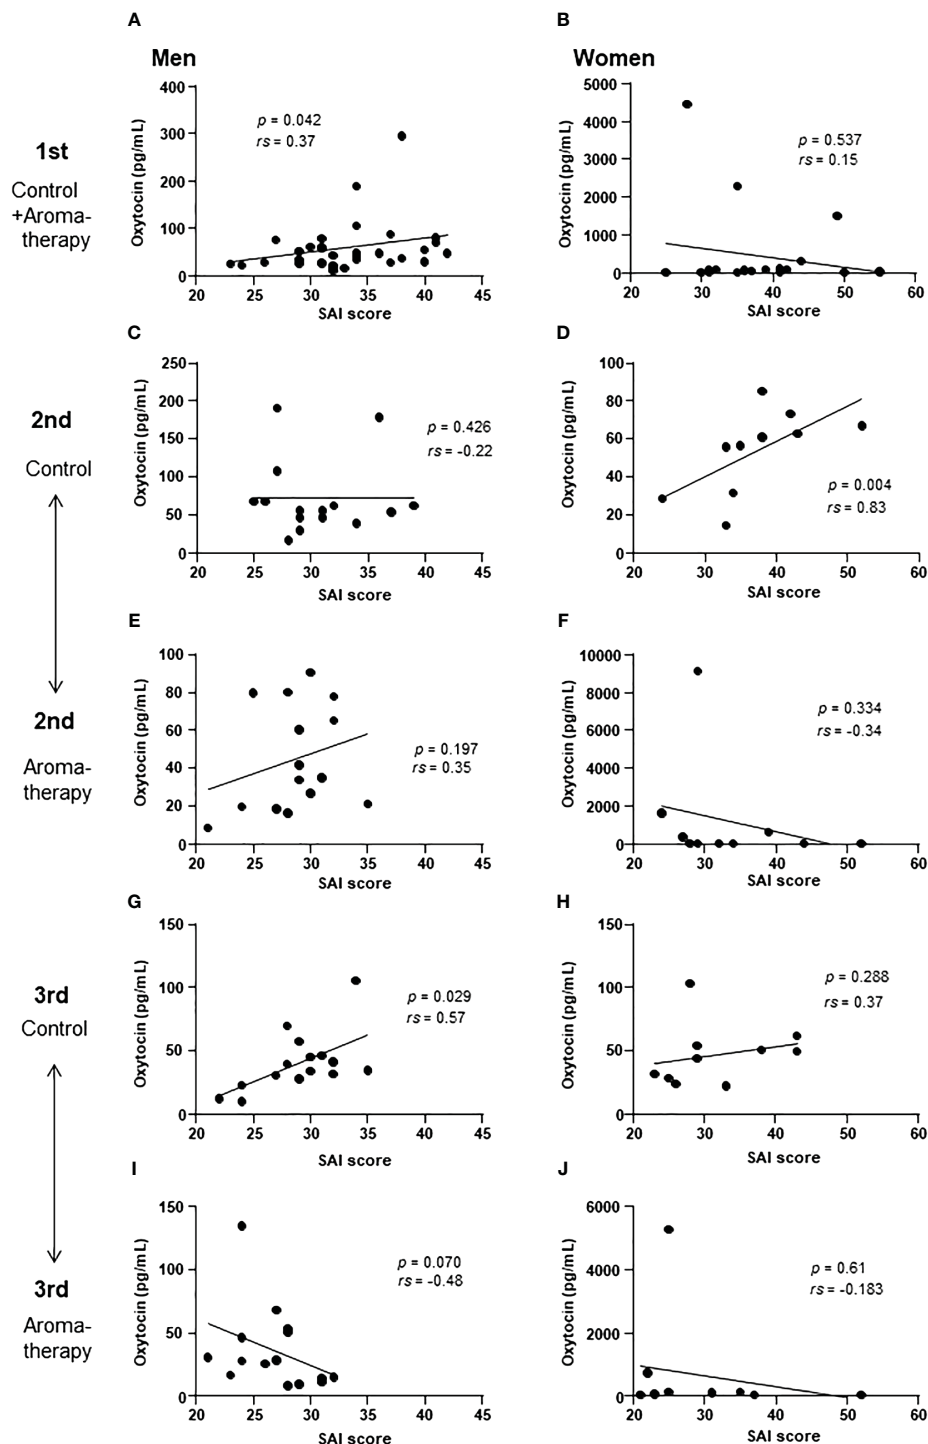 A
B
Men
Women
1st
Control
+Aroma-
therapy
Oxytocin (pg/mL)
400
300
200
100
0
p = 0.042
rs = 0.37
20 25 30 35 40 45
SAI score
Oxytocin (pg/mL)
5000
4000
3000
2000
1000
0
p = 0.537
rs = 0.15
20 30 40 50 60
SAI score
C
D
2nd
Control
Oxytocin (pg/mL)
250
200
150
100
50
0
p = 0.426
rs = -0.22
20 25 30 35 40 45
SAI score
Oxytocin (pg/mL)
100
80
60
40
20
0
p = 0.004
rs = 0.83
20 30 40 50 60
SAI score
E
F
2nd
Aroma-
therapy
Oxytocin (pg/mL)
100
80
60
40
20
0
p = 0.197
rs = 0.35
20 25 30 35 40 45
SAI score
Oxytocin (pg/mL)
10000
8000
6000
4000
2000
0
p = 0.334
rs = -0.34
20 30 40 50 60
SAI score
G
H
3rd
Control
Oxytocin (pg/mL)
150
100
50
0
p = 0.029
rs = 0.57
20 25 30 35 40 45
SAI score
Oxytocin (pg/mL)
150
100
50
0
p = 0.288
rs = 0.37
20 30 40 50 60
SAI score
I
J
3rd
Aroma-
therapy
Oxytocin (pg/mL)
150
100
50
0
p = 0.070
rs = -0.48
20 25 30 35 40 45
SAI score
Oxytocin (pg/mL)
6000
4000
2000
0
p = 0.61
rs = -0.183
20 30 40 50 60
SAI score